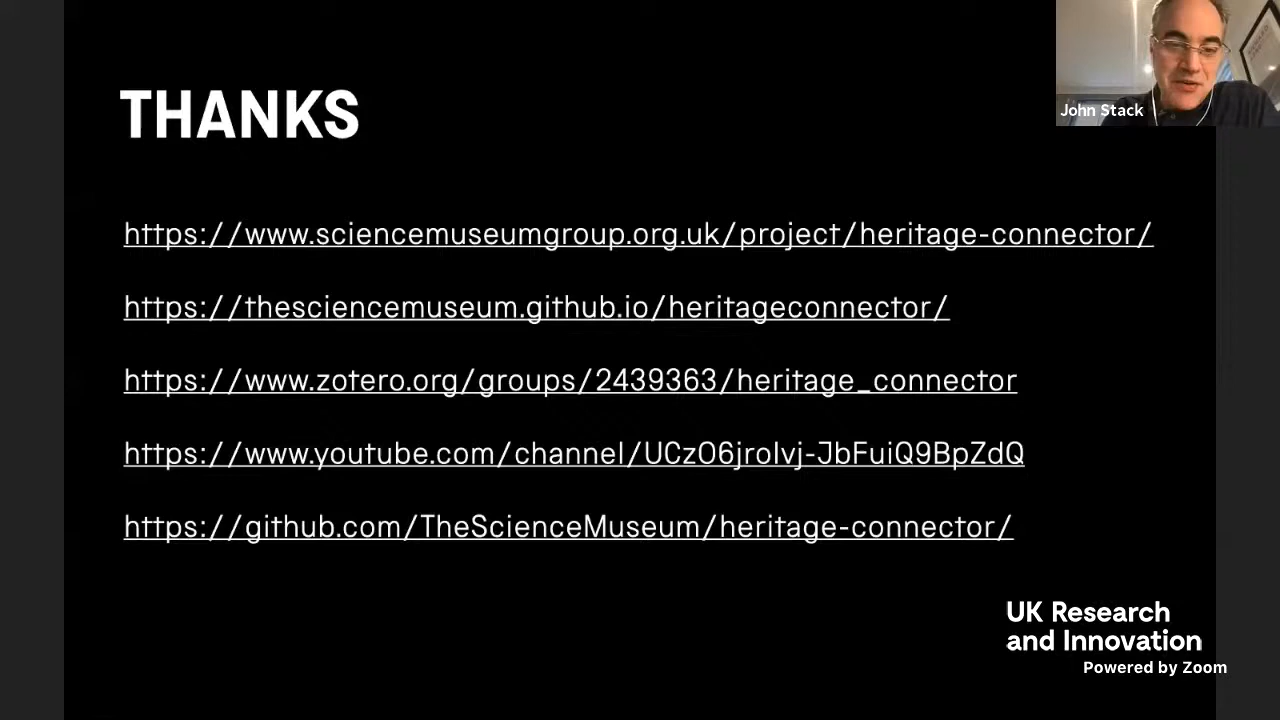 THANKS
John Stack
https://www.sciencemuseumgroup.org.uk/project/heritage-connector/
https://thesciencemuseum.github.io/heritageconnector/
https://www.zotero.org/groups/2439363/heritage_connector
https://www.youtube.com/channel/UCzO6jrolvj-JbFuiQ9BpZdQ
https://github.com/TheScienceMuseum/heritage-connector/
UK Research
and Innovation
Powered by Zoom